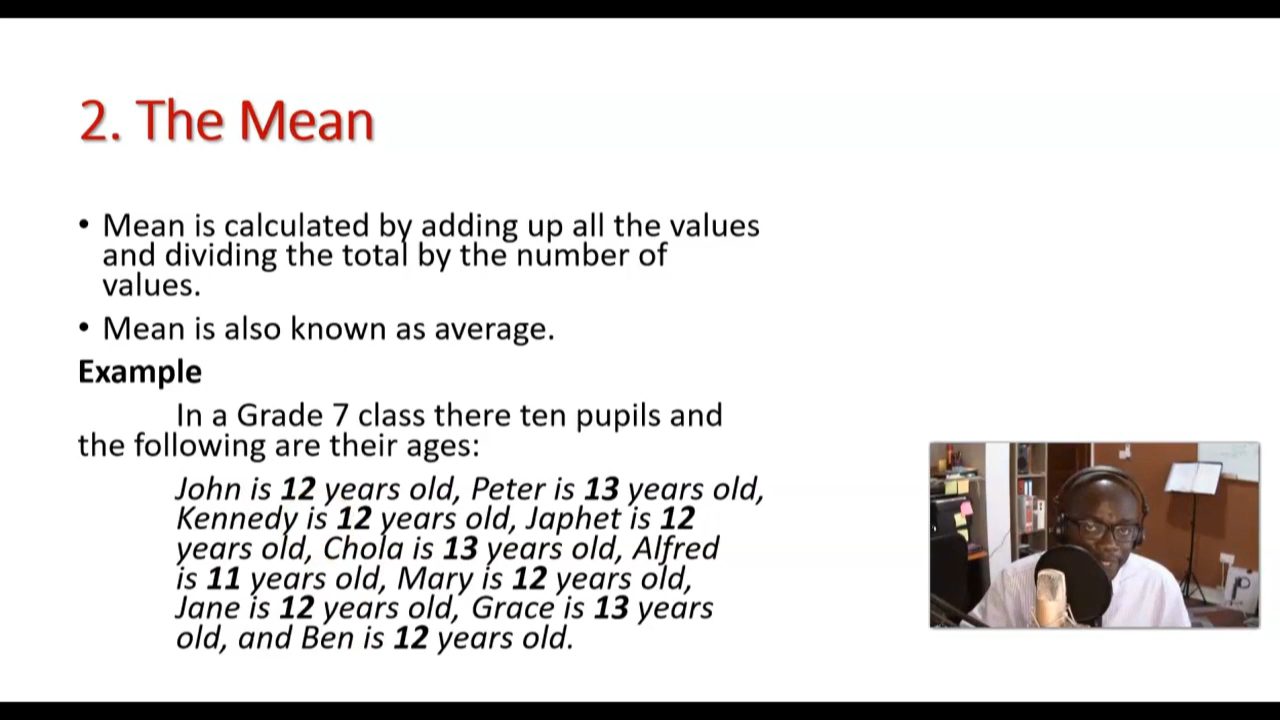 2. The Mean
• Mean is calculated by adding up all the values
and dividing the total by the number of
values.
• Mean is also known as average.
Example
In a Grade 7 class there ten pupils and
the following are their ages:
John is 12 years old, Peter is 13 years old,
Kennedy is 12 years old, Japhet is 12
years old, Chola is 13 years old, Alfred
is 11 years old, Mary is 12 years old,
Jane is 12 years old, Grace is 13 years
old, and Ben is 12 years old.